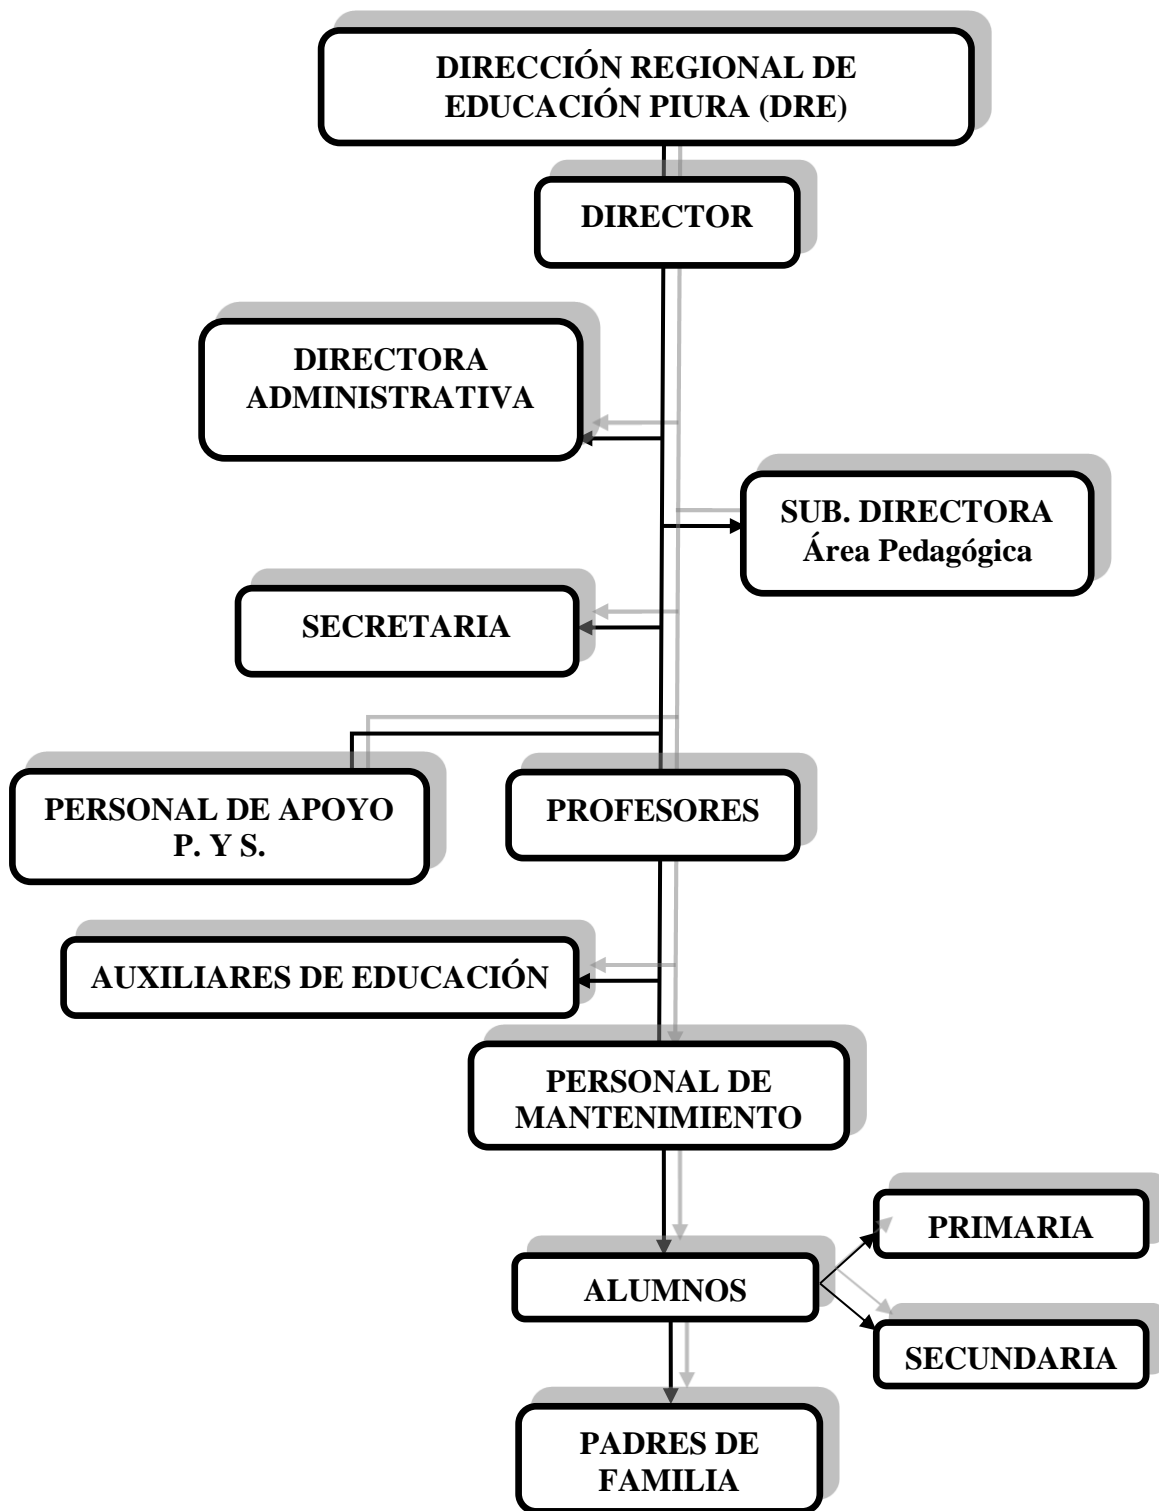 DIRECCIÓN REGIONAL DE
EDUCACIÓN PIURA (DRE)
DIRECTOR
DIRECTORA
ADMINISTRATIVA
SUB. DIRECTORA
Área Pedagógica
SECRETARIA
PERSONAL DE APOYO
P. Y S.
PROFESORES
AUXILIARES DE EDUCACIÓN
PERSONAL DE
MANTENIMIENTO
PRIMARIA
ALUMNOS
SECUNDARIA
PADRES DE
FAMILIA